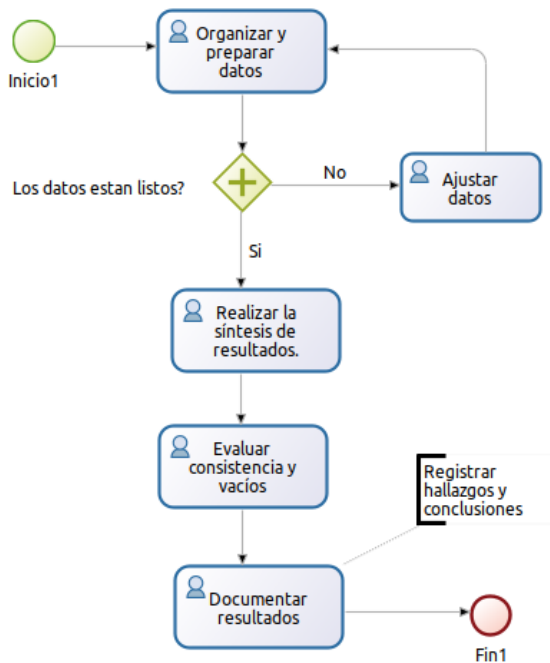 Organizar y
preparar
datos
Inicio1
Los datos estan listos?
No
Ajustar
datos
Si
Realizar la
síntesis de
resultados.
Evaluar
consistencia y
vacíos
Registrar
hallazgos y
conclusiones
Documentar
resultados
Fin1